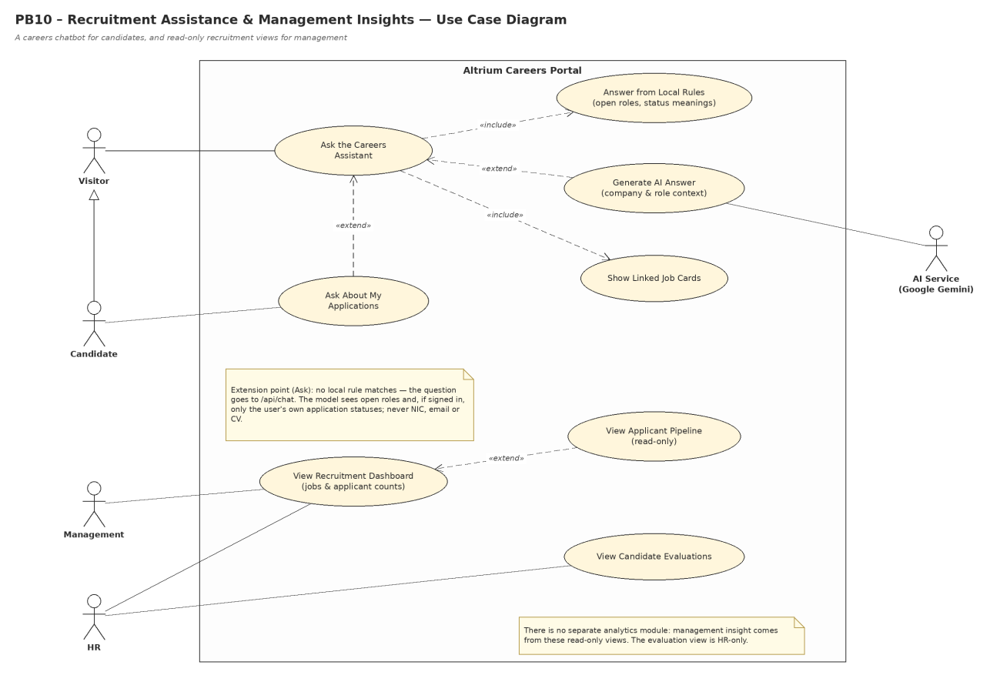 PB10 – Recruitment Assistance & Management Insights — Use Case Diagram
A careers chatbot for candidates, and read-only recruitment views for management
Altrium Careers Portal
Answer from Local Rules
(open roles, status meanings)
«include»
Ask the Careers
Assistant
Visitor
«extend»
Generate AI Answer
(company & role context)
«include»
«extend»
Show Linked Job Cards
AI Service
(Google Gemini)
Ask About My
Applications
Candidate
Extension point (Ask): no local rule matches — the question
goes to /api/chat. The model sees open roles and, if signed in,
only the user's own application statuses; never NIC, email or
CV.
View Applicant Pipeline
(read-only)
«extend»
View Recruitment Dashboard
(jobs & applicant counts)
Management
View Candidate Evaluations
HR
There is no separate analytics module: management insight comes
from these read-only views. The evaluation view is HR-only.